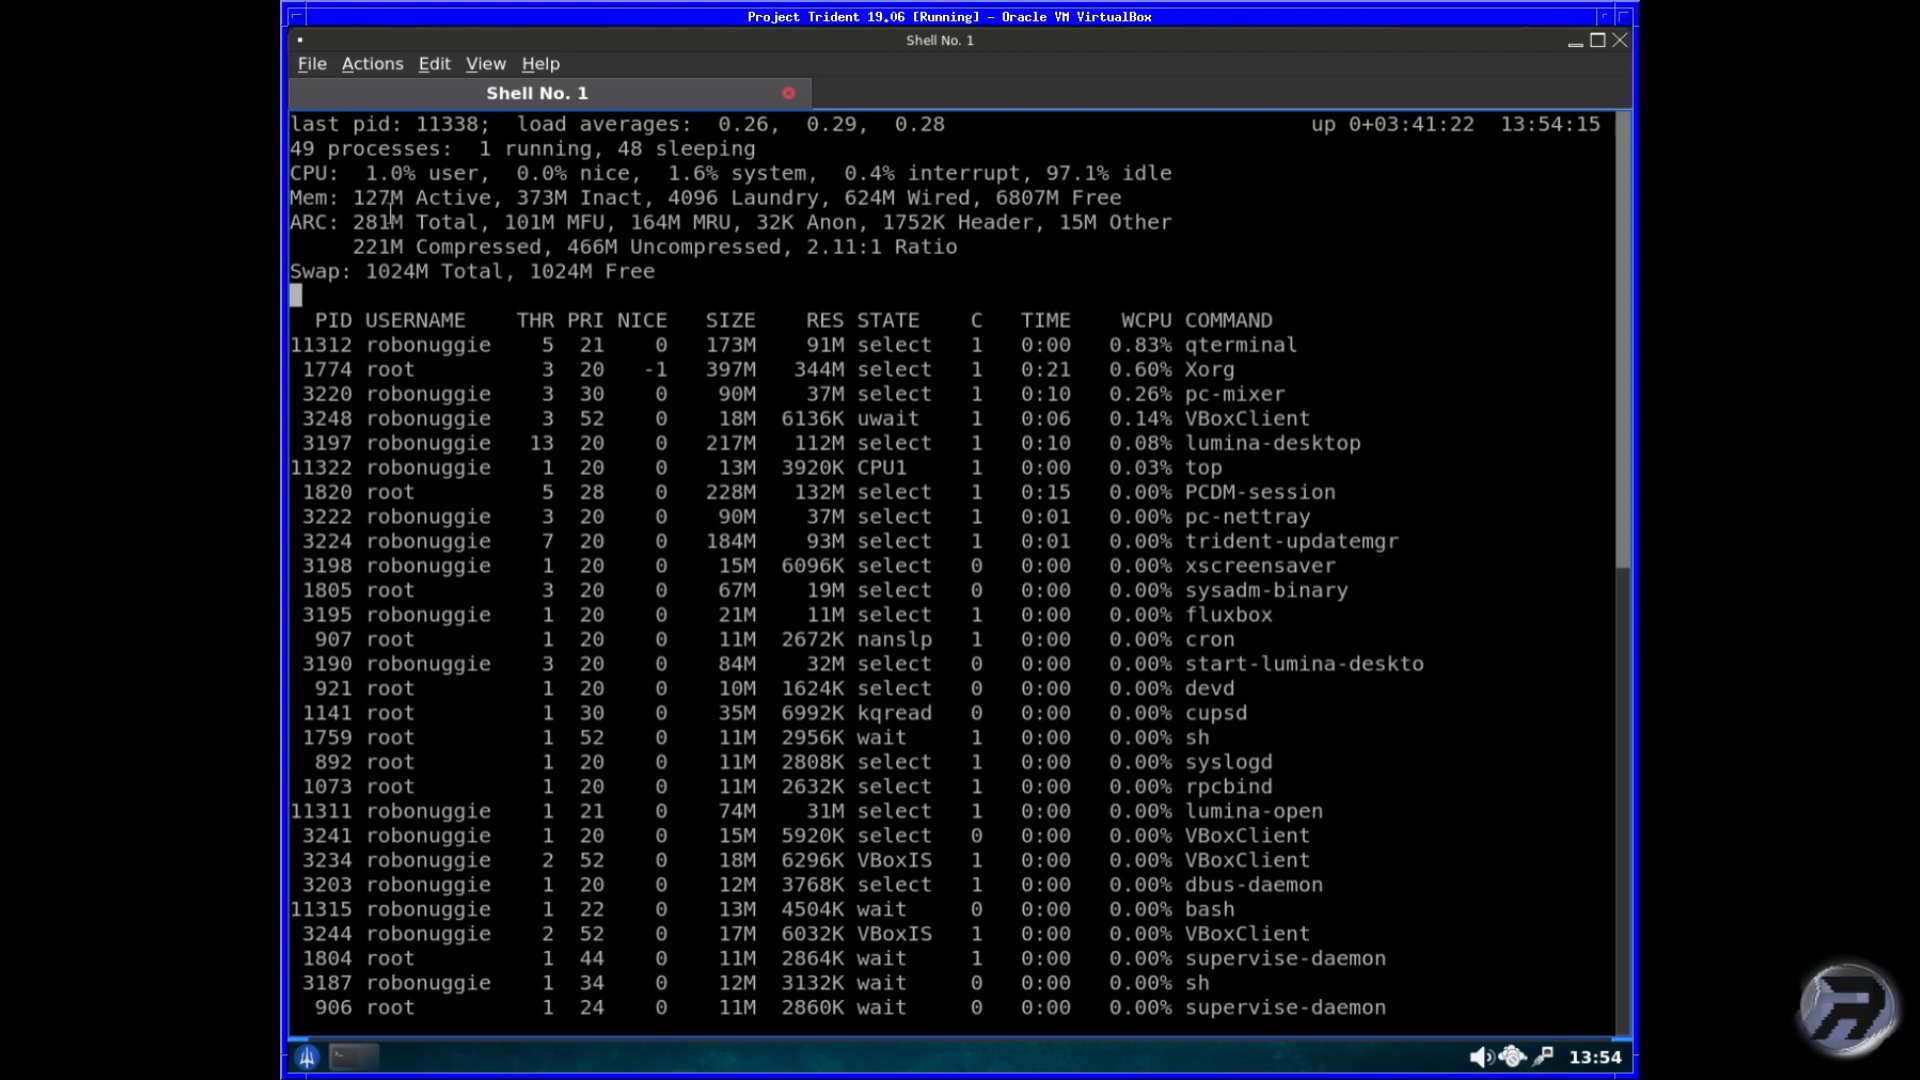 Project Trident 19.06 [Running] - Oracle VM VirtualBox
Shell No. 1
File Actions Edit View Help
Shell No. 1
last pid: 11338;  load averages:  0.26,  0.29,  0.28 up 0+03:41:22  13:54:15
49 processes:  1 running, 48 sleeping
CPU:  1.0% user,  0.0% nice,  1.6% system,  0.4% interrupt, 97.1% idle
Mem: 127M Active, 373M Inact, 4096 Laundry, 624M Wired, 6807M Free
ARC: 281M Total, 101M MFU, 164M MRU, 32K Anon, 1752K Header, 15M Other
221M Compressed, 466M Uncompressed, 2.11:1 Ratio
Swap: 1024M Total, 1024M Free
PID USERNAME THR PRI NICE SIZE RES STATE C TIME WCPU COMMAND
11312 robonuggie 5 21 0 173M 91M select 1 0:00 0.83% qterminal
1774 root 3 20 -1 397M 344M select 1 0:21 0.60% Xorg
3220 robonuggie 3 30 0 90M 37M select 1 0:10 0.26% pc-mixer
3248 robonuggie 3 52 0 18M 6136K uwait 1 0:06 0.14% VBoxClient
3197 robonuggie 13 20 0 217M 112M select 1 0:10 0.08% lumina-desktop
11322 robonuggie 1 20 0 13M 3920K CPU1 1 0:00 0.03% top
1820 root 5 28 0 228M 132M select 1 0:15 0.00% PCDM-session
3222 robonuggie 3 20 0 90M 37M select 1 0:01 0.00% pc-nettray
3224 robonuggie 7 20 0 184M 93M select 1 0:01 0.00% trident-updatemgr
3198 robonuggie 1 20 0 15M 6096K select 0 0:00 0.00% xscreensaver
1805 root 3 20 0 67M 19M select 0 0:00 0.00% sysadm-binary
3195 robonuggie 1 20 0 21M 11M select 1 0:00 0.00% fluxbox
907 root 1 20 0 11M 2672K nanslp 1 0:00 0.00% cron
3190 robonuggie 3 20 0 84M 32M select 0 0:00 0.00% start-lumina-deskto
921 root 1 20 0 10M 1624K select 0 0:00 0.00% devd
1141 root 1 30 0 35M 6992K kqread 0 0:00 0.00% cupsd
1759 root 1 52 0 11M 2956K wait 1 0:00 0.00% sh
892 root 1 20 0 11M 2808K select 1 0:00 0.00% syslogd
1073 root 1 20 0 11M 2632K select 1 0:00 0.00% rpcbind
11311 robonuggie 1 21 0 74M 31M select 1 0:00 0.00% lumina-open
3241 robonuggie 1 20 0 15M 5920K select 0 0:00 0.00% VBoxClient
3234 robonuggie 2 52 0 18M 6296K VBoxIS 1 0:00 0.00% VBoxClient
3203 robonuggie 1 20 0 12M 3768K select 1 0:00 0.00% dbus-daemon
11315 robonuggie 1 22 0 13M 4504K wait 0 0:00 0.00% bash
3244 robonuggie 2 52 0 17M 6032K VBoxIS 1 0:00 0.00% VBoxClient
1804 root 1 44 0 11M 2864K wait 1 0:00 0.00% supervise-daemon
3187 robonuggie 1 34 0 12M 3132K wait 0 0:00 0.00% sh
906 root 1 24 0 11M 2860K wait 0 0:00 0.00% supervise-daemon
13:54